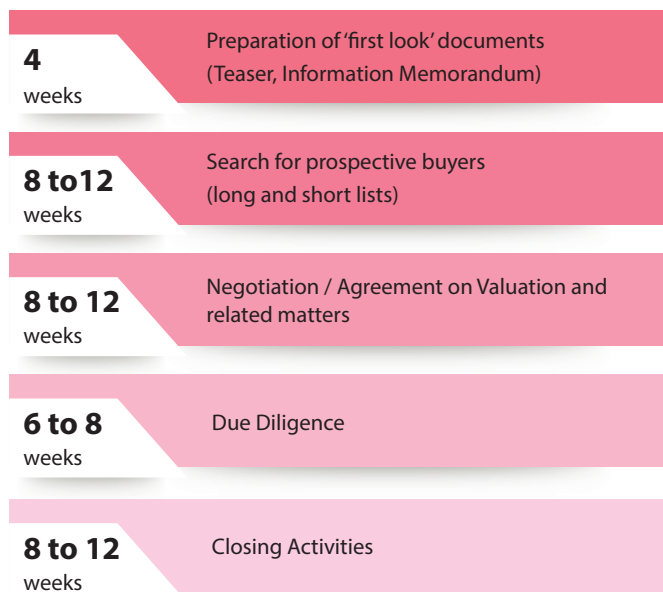 4
weeks
Preparation of ‘first look’ documents
(Teaser, Information Memorandum)
8 to12
weeks
Search for prospective buyers
(long and short lists)
8 to 12
weeks
Negotiation / Agreement on Valuation and
related matters
6 to 8
weeks
Due Diligence
8 to 12
weeks
Closing Activities